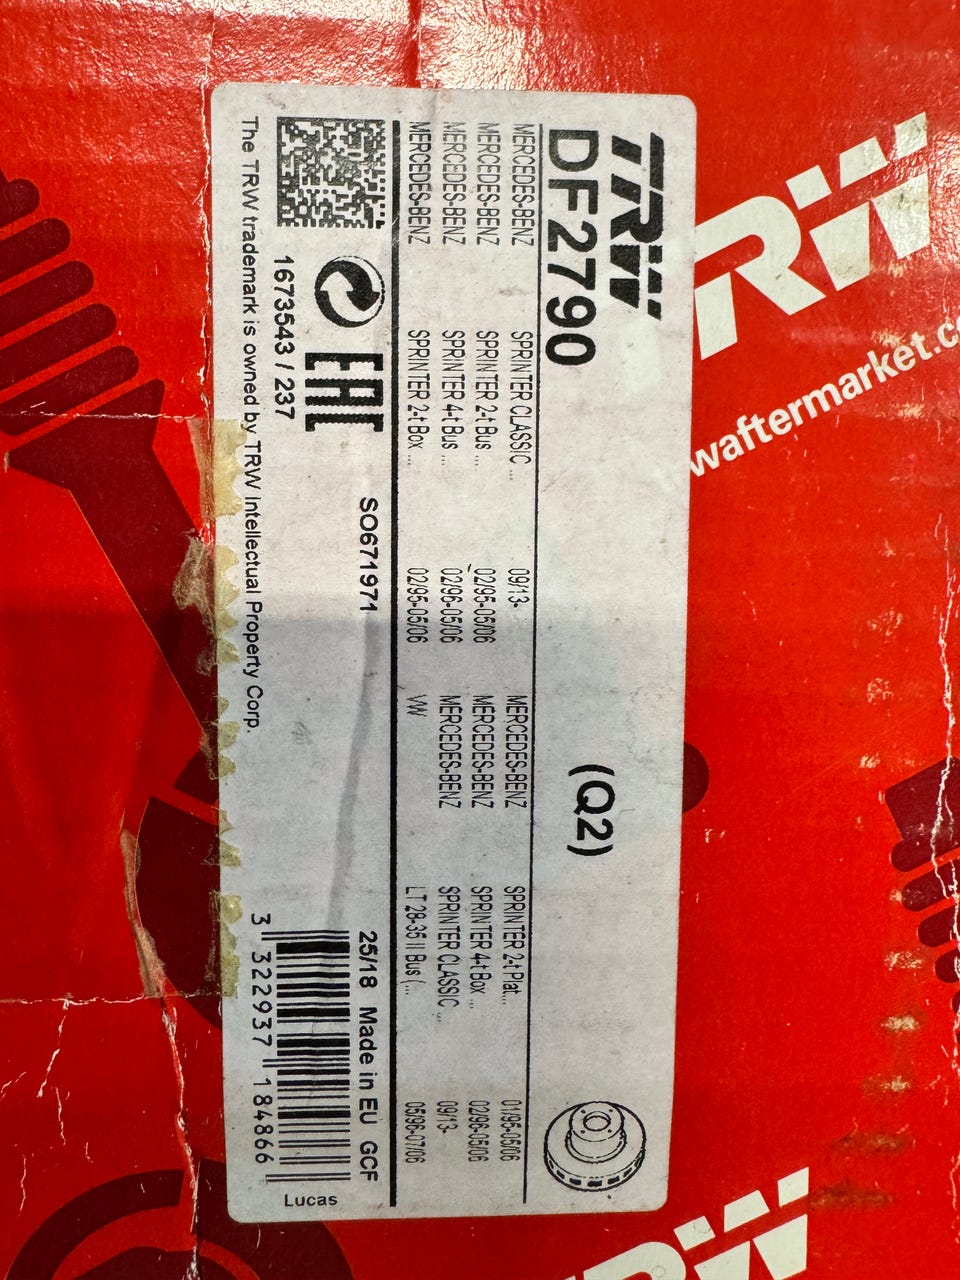 TRW
DF2790
(Q2)
MERCEDES-BENZ SPRINTER CLASSIC ... 09/13- MERCEDES-BENZ SPRINTER 2-t Plat... 01/95-05/06
MERCEDES-BENZ SPRINTER 2-t Bus ... 02/95-05/06 MERCEDES-BENZ SPRINTER 4-t Box ... 02/96-05/06
MERCEDES-BENZ SPRINTER 4-t Bus ... 02/96-05/06 MERCEDES-BENZ SPRINTER CLASSIC ... 09/13-
MERCEDES-BENZ SPRINTER 2-t Box ... 02/95-05/06 VW LT 28-35 II Bus (... 05/96-07/06
EAC
SO671971
25/18 Made in EU GCF
1673543 / 237
3 322937 184866
Lucas
The TRW trademark is owned by TRW Intellectual Property Corp.
TRW
waftermarket.c
TRW